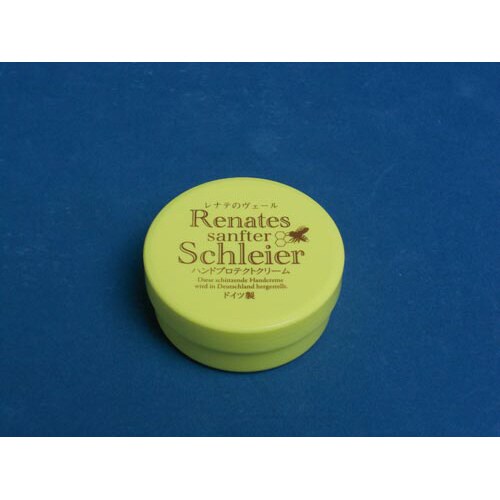 レナテのヴェール
Renates
sanfter
Schleier
ハンドプロテクトクリーム
Diese schützende Handcreme
wird in Deutschland hergestellt.
ドイツ製